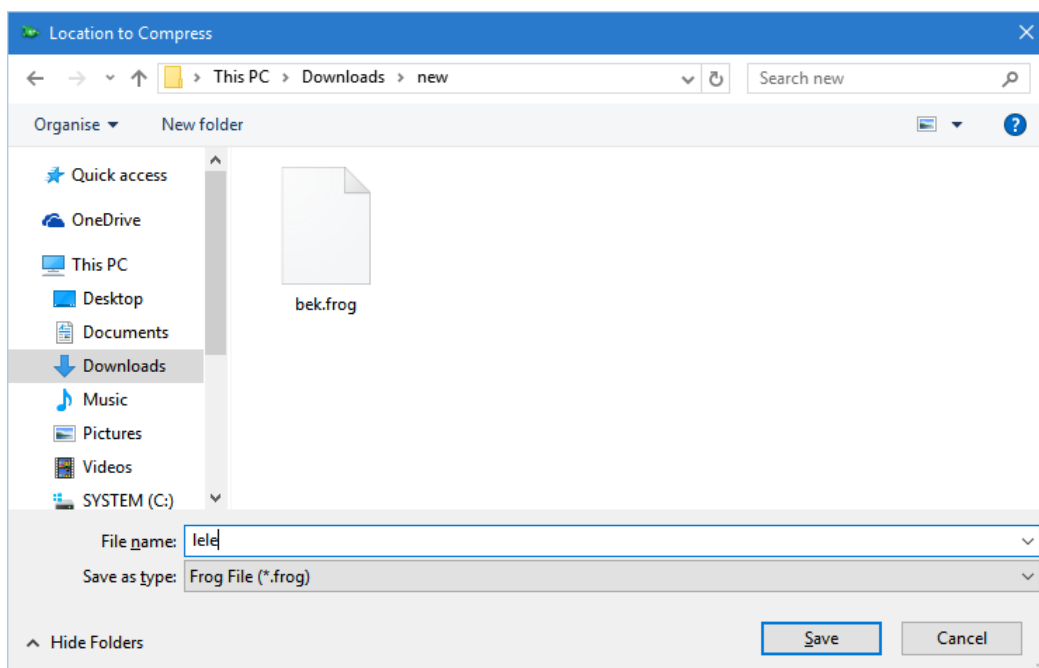 Location to Compress
This PC > Downloads > new
Search new
Organise
New folder
?
Quick access
OneDrive
This PC
Desktop
Documents
Downloads
Music
Pictures
Videos
SYSTEM (C:)
bek.frog
File name: lele
Save as type: Frog File (*.frog)
Hide Folders
Save
Cancel